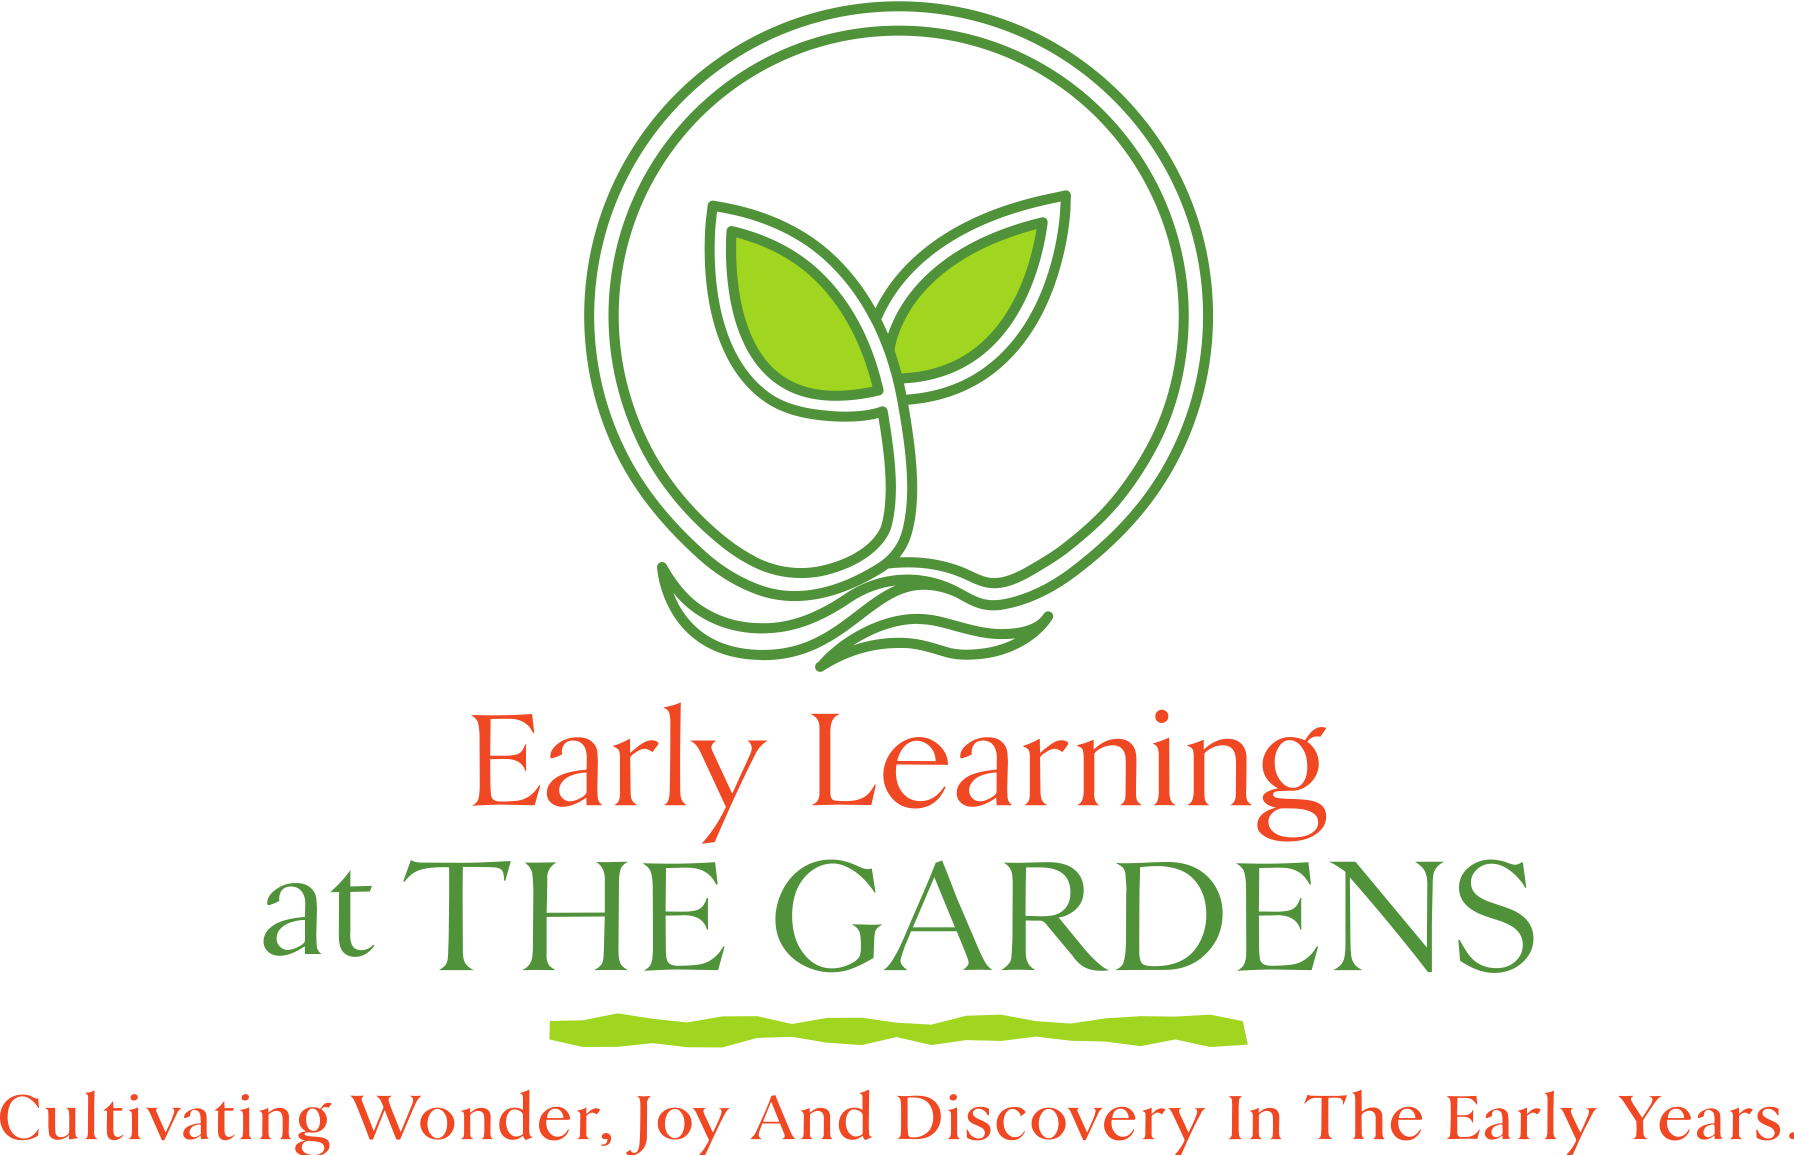 Early Learning
at THE GARDENS
Cultivating Wonder, Joy And Discovery In The Early Years.